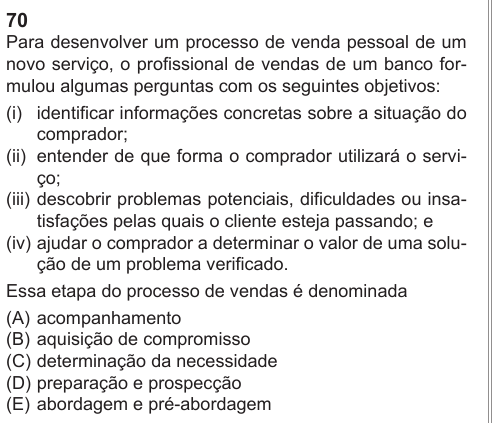 70
Para desenvolver um processo de venda pessoal de um
novo serviço, o profissional de vendas de um banco for-
mulou algumas perguntas com os seguintes objetivos:
(i) identificar informações concretas sobre a situação do
comprador;
(ii) entender de que forma o comprador utilizará o servi-
ço;
(iii) descobrir problemas potenciais, dificuldades ou insa-
tisfações pelas quais o cliente esteja passando; e
(iv) ajudar o comprador a determinar o valor de uma solu-
ção de um problema verificado.
Essa etapa do processo de vendas é denominada
(A) acompanhamento
(B) aquisição de compromisso
(C) determinação da necessidade
(D) preparação e prospecção
(E) abordagem e pré-abordagem